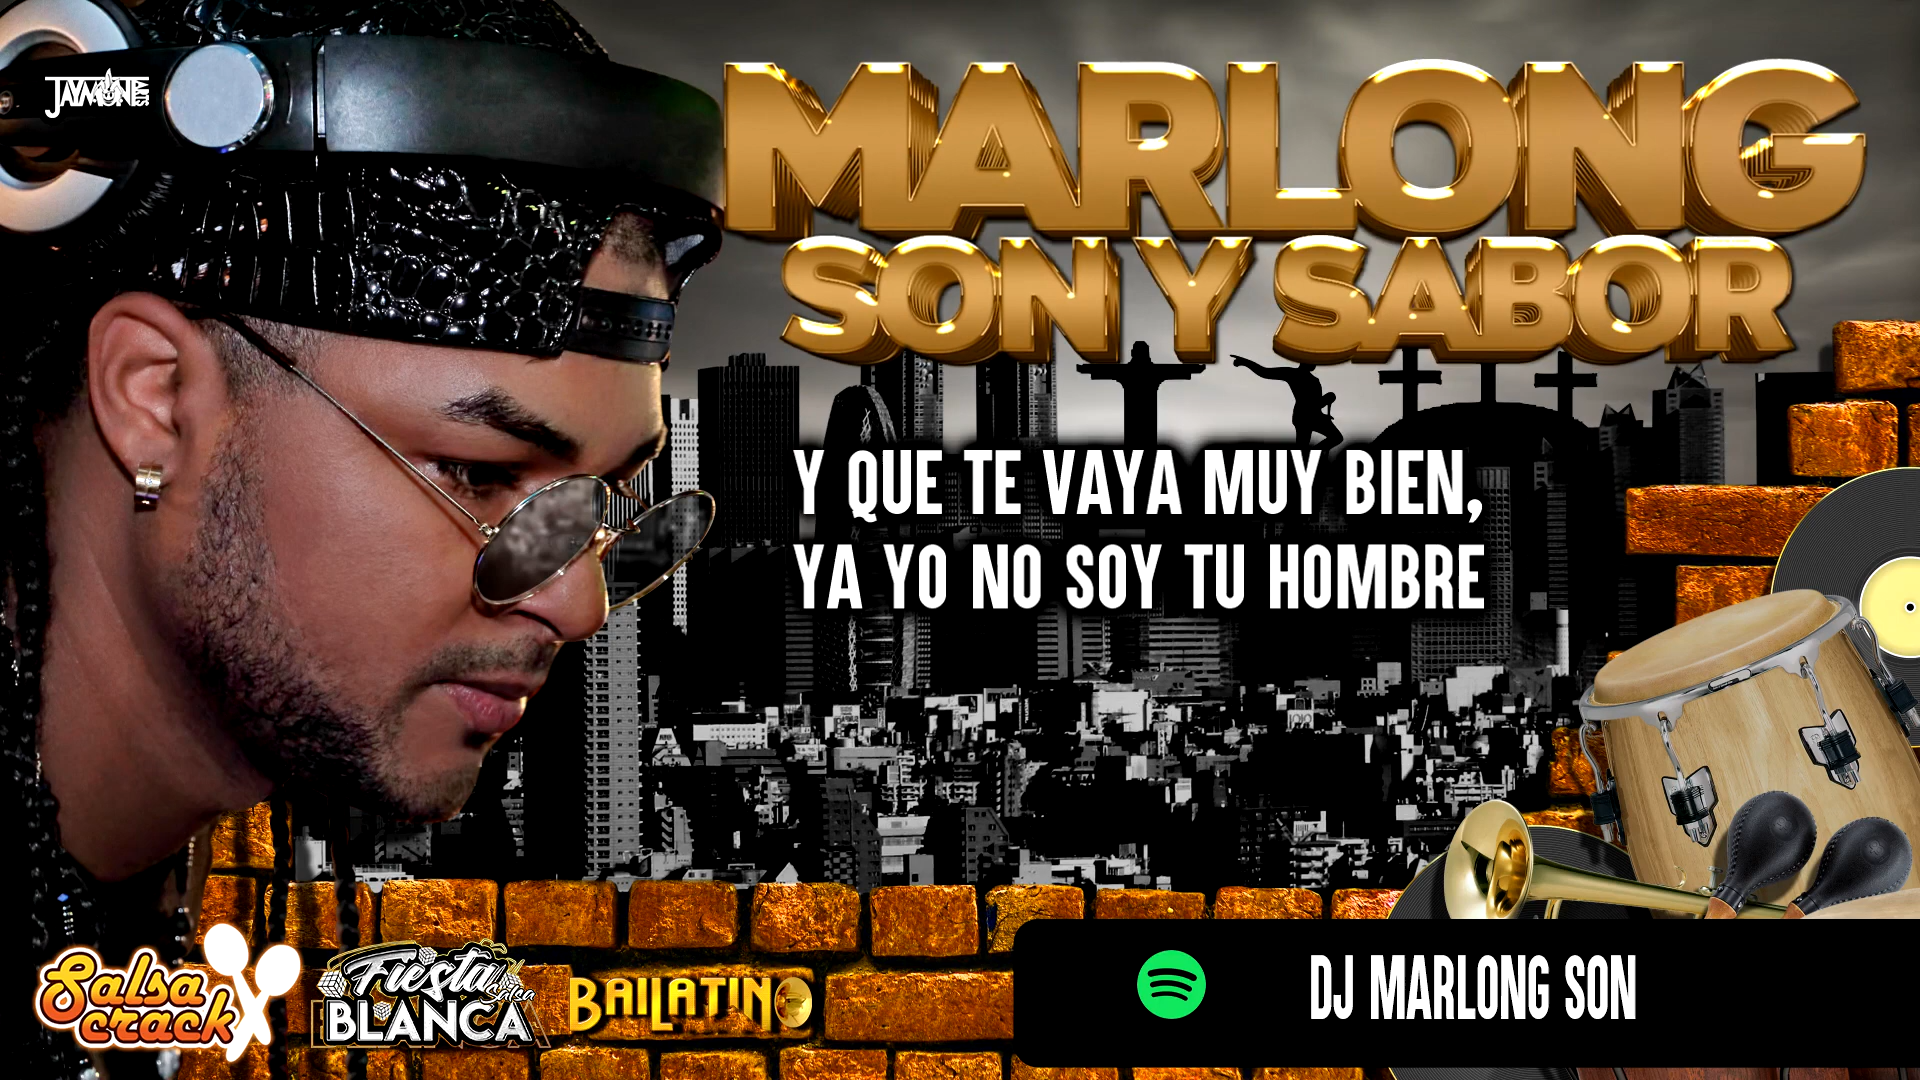 MARLONG
SON Y SABOR
Y QUE TE VAYA MUY BIEN,
YA YO NO SOY TU HOMBRE
Salsa
crack
Fiesta
Salsa
BLANCA
BAILATINO
DJ MARLONG SON